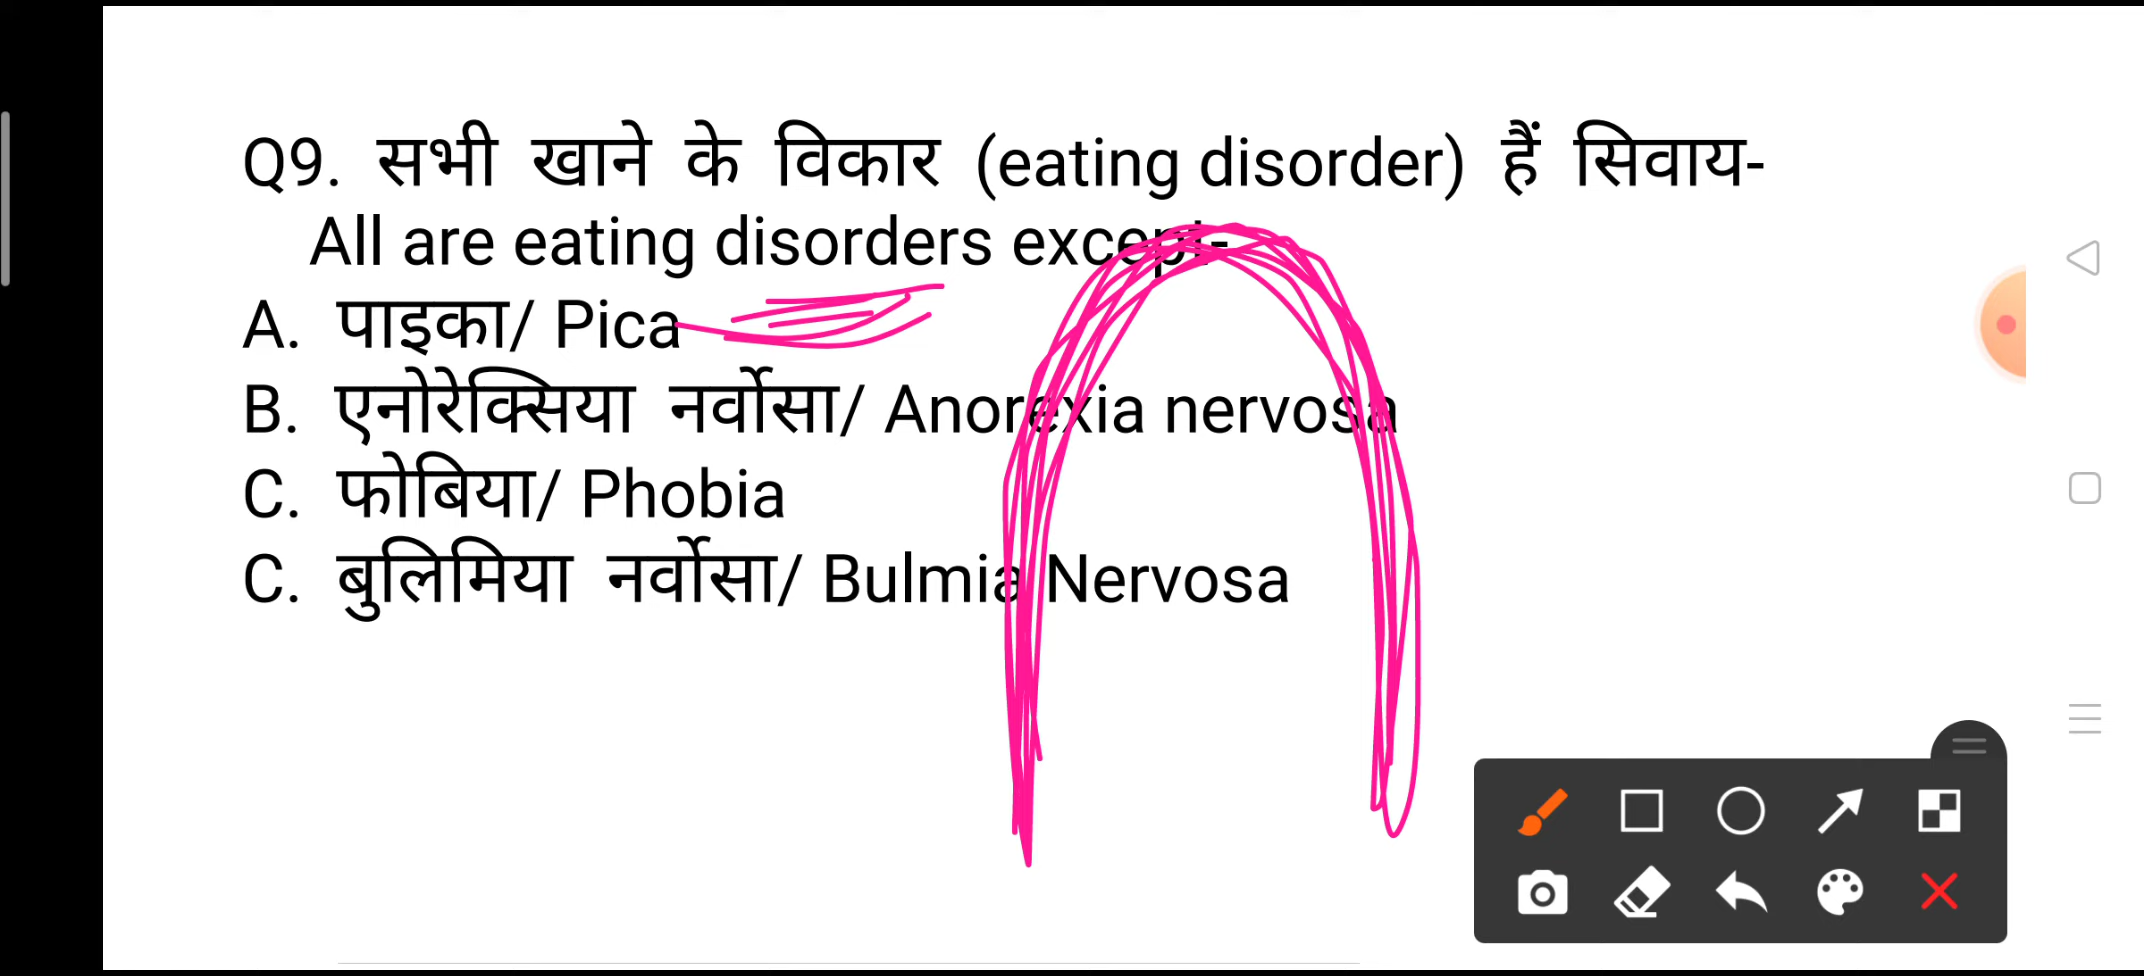 Q9. सभी खाने के विकार (eating disorder) हैं सिवाय-
All are eating disorders except-
A. पाइका/ Pica
B. एनोरेक्सिया नर्वोसा/ Anorexia nervosa
C. फोबिया/ Phobia
C. बुलिमिया नर्वोसा/ Bulmia Nervosa